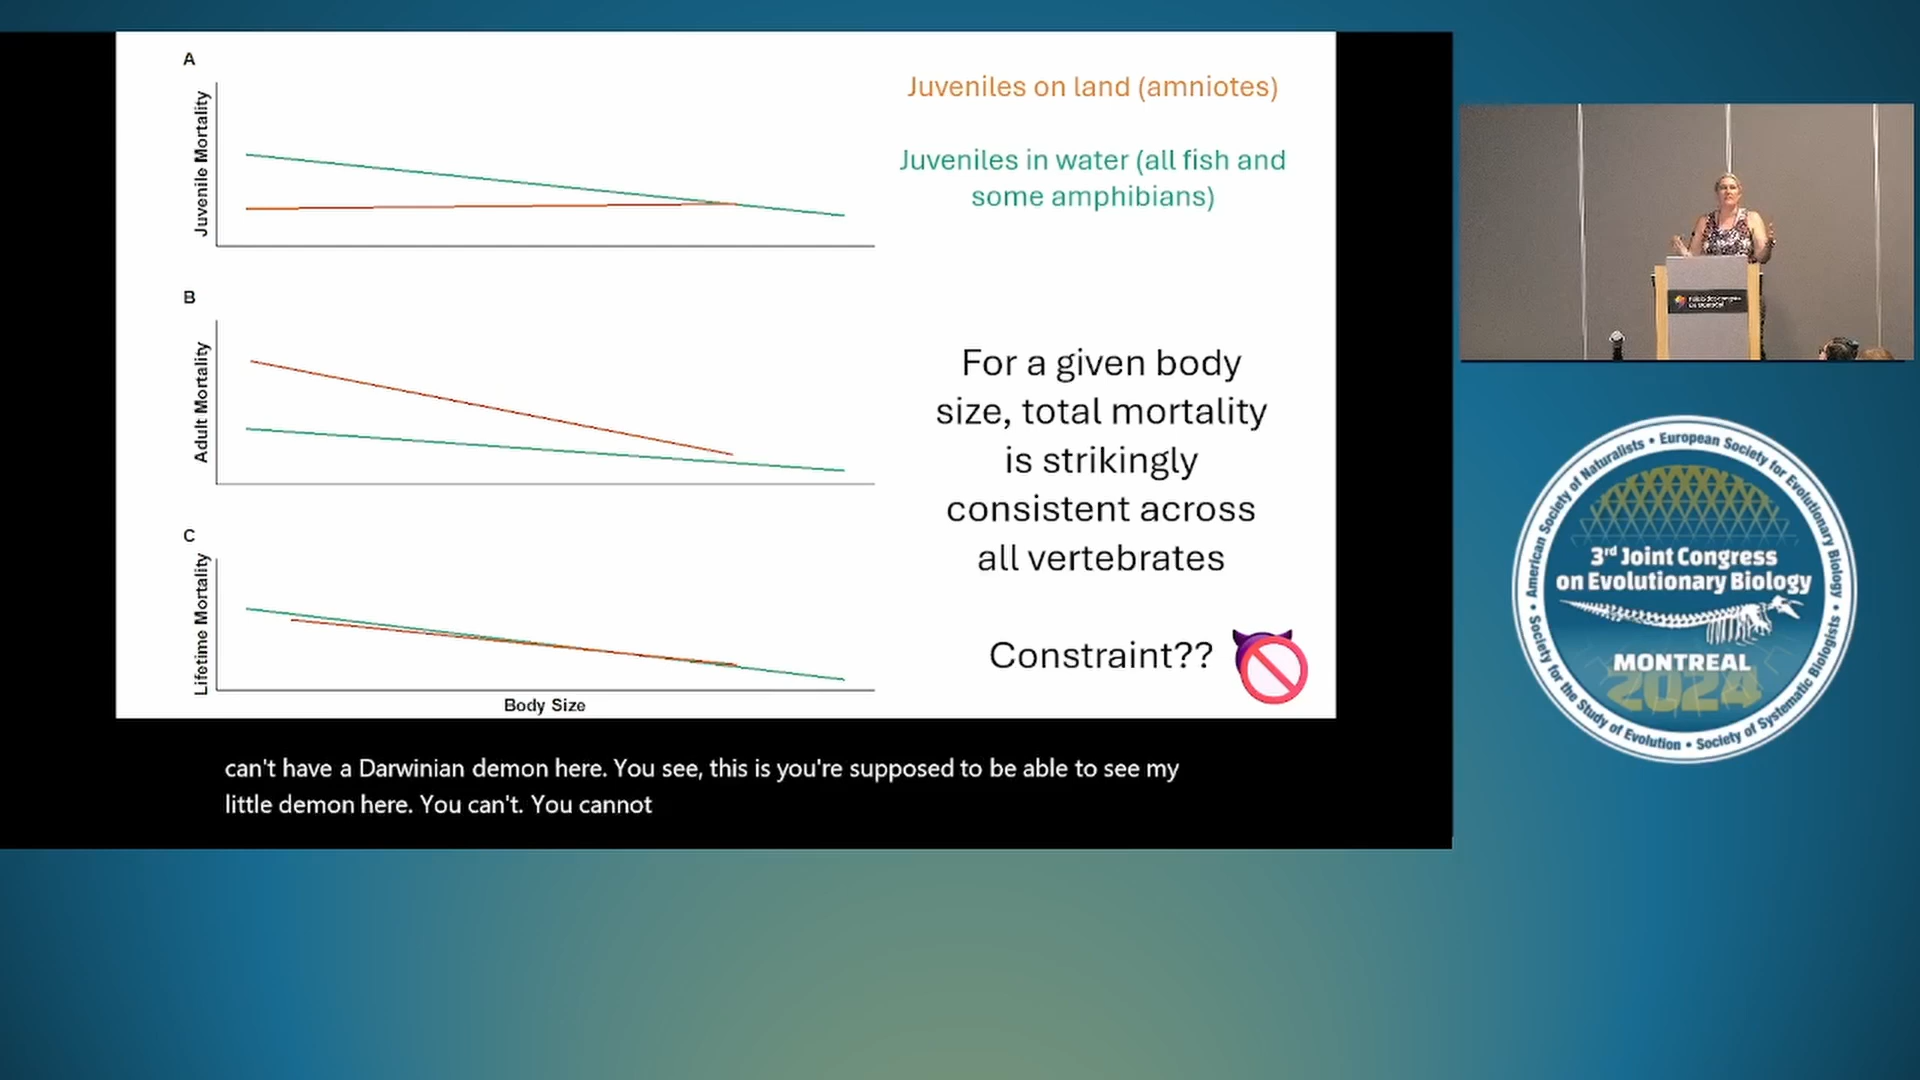 A
Juvenile Mortality
Juveniles on land (amniotes)
Juveniles in water (all fish and
some amphibians)
B
Adult Mortality
For a given body
size, total mortality
is strikingly
consistent across
all vertebrates
C
Lifetime Mortality
Constraint??
Body Size
can't have a Darwinian demon here. You see, this is you're supposed to be able to see my
little demon here. You can't. You cannot
American Society of Naturalists • European Society for Evolutionary Biology •
Society of Systematic Biologists • Society for the Study of Evolution •
3rd Joint Congress
on Evolutionary Biology
MONTREAL
2024